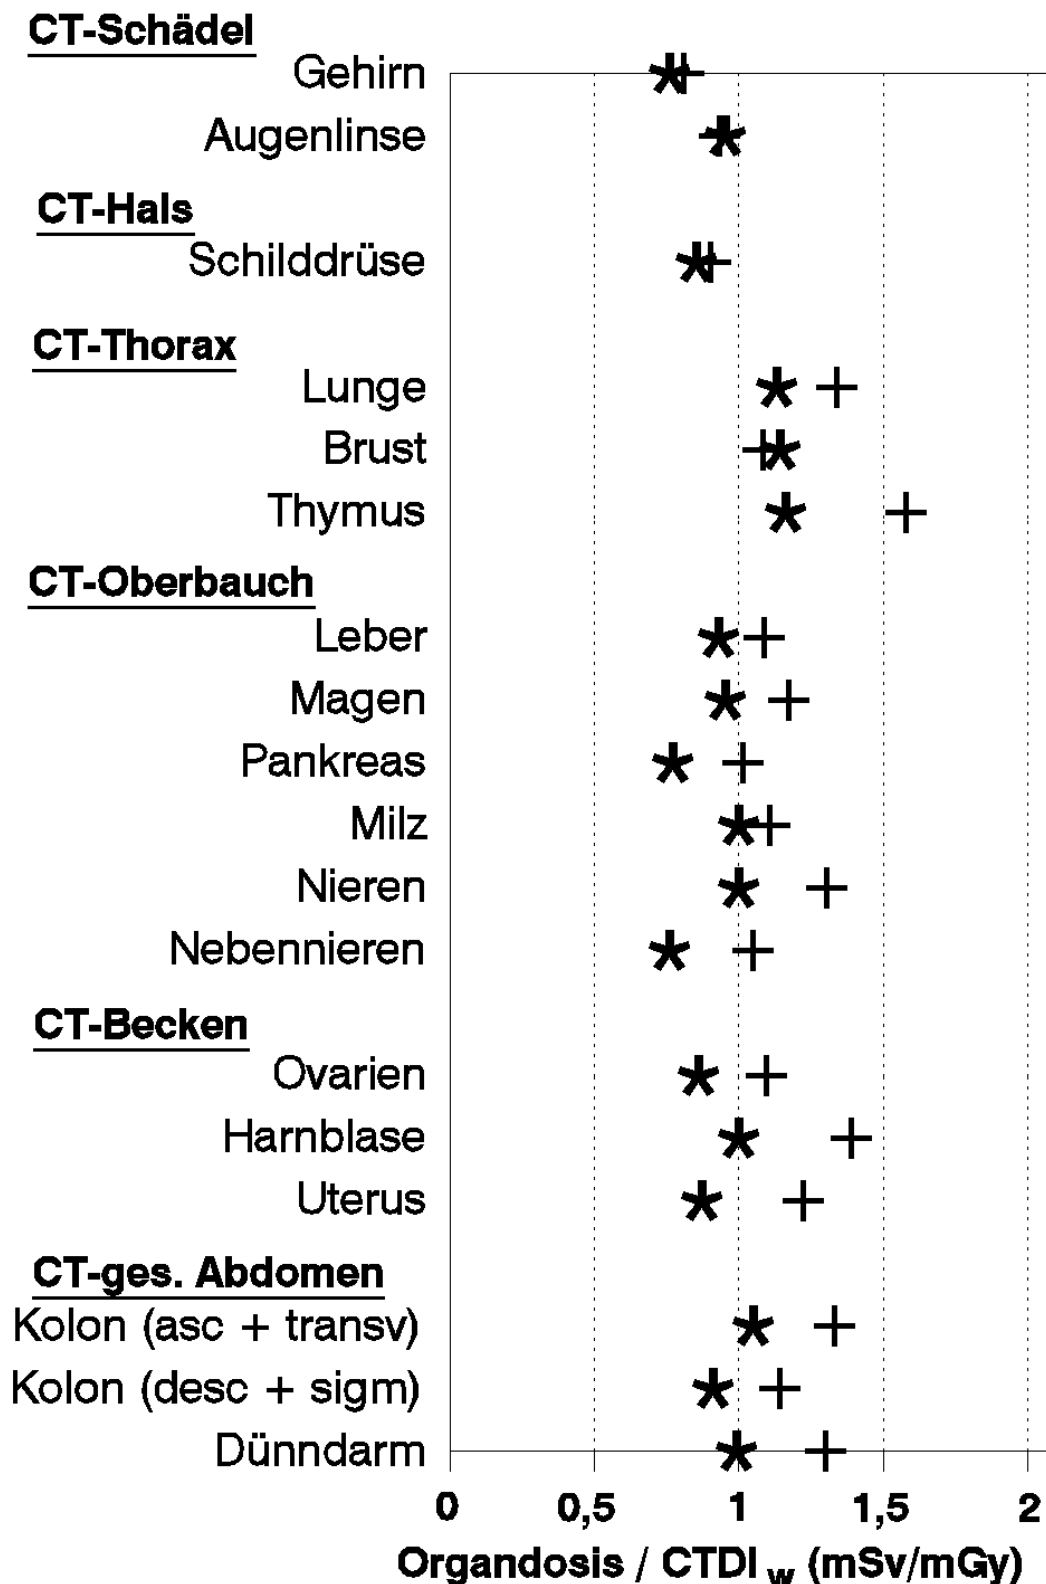 CT-Schädel
Gehirn
Augenlinse
CT-Hals
Schilddrüse
CT-Thorax
Lunge
Brust
Thymus
CT-Oberbauch
Leber
Magen
Pankreas
Milz
Nieren
Nebennieren
CT-Becken
Ovarien
Harnblase
Uterus
CT-ges. Abdomen
Kolon (asc + transv)
Kolon (desc + sigm)
Dünndarm
0 0,5 1 1,5 2
Organdosis / CTDI w (mSv/mGy)